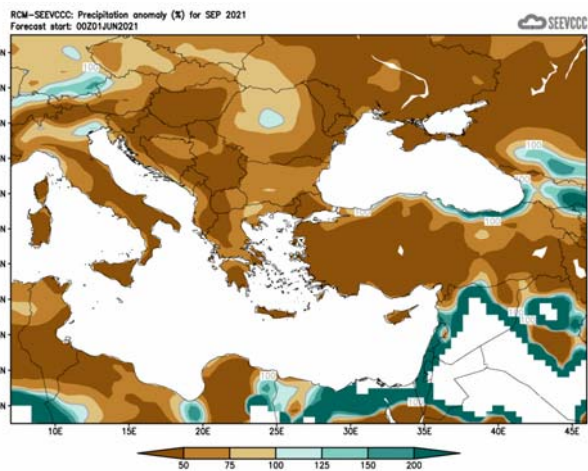 RCM-SEEVCCC: Precipitation anomaly (%) for SEP 2021
Forecast start: 00Z01JUN2021
SEEVCCC
100
100
100
100
100
100
100
10E 15E 20E 25E 30E 35E 40E 45E
50 75 100 125 150 200